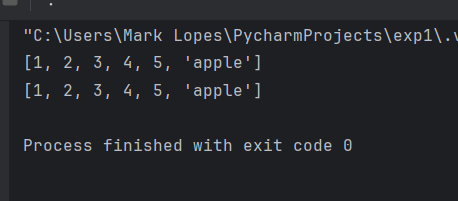 "C:\Users\Mark Lopes\PycharmProjects\exp1\.v
[1, 2, 3, 4, 5, 'apple']
[1, 2, 3, 4, 5, 'apple']
Process finished with exit code 0